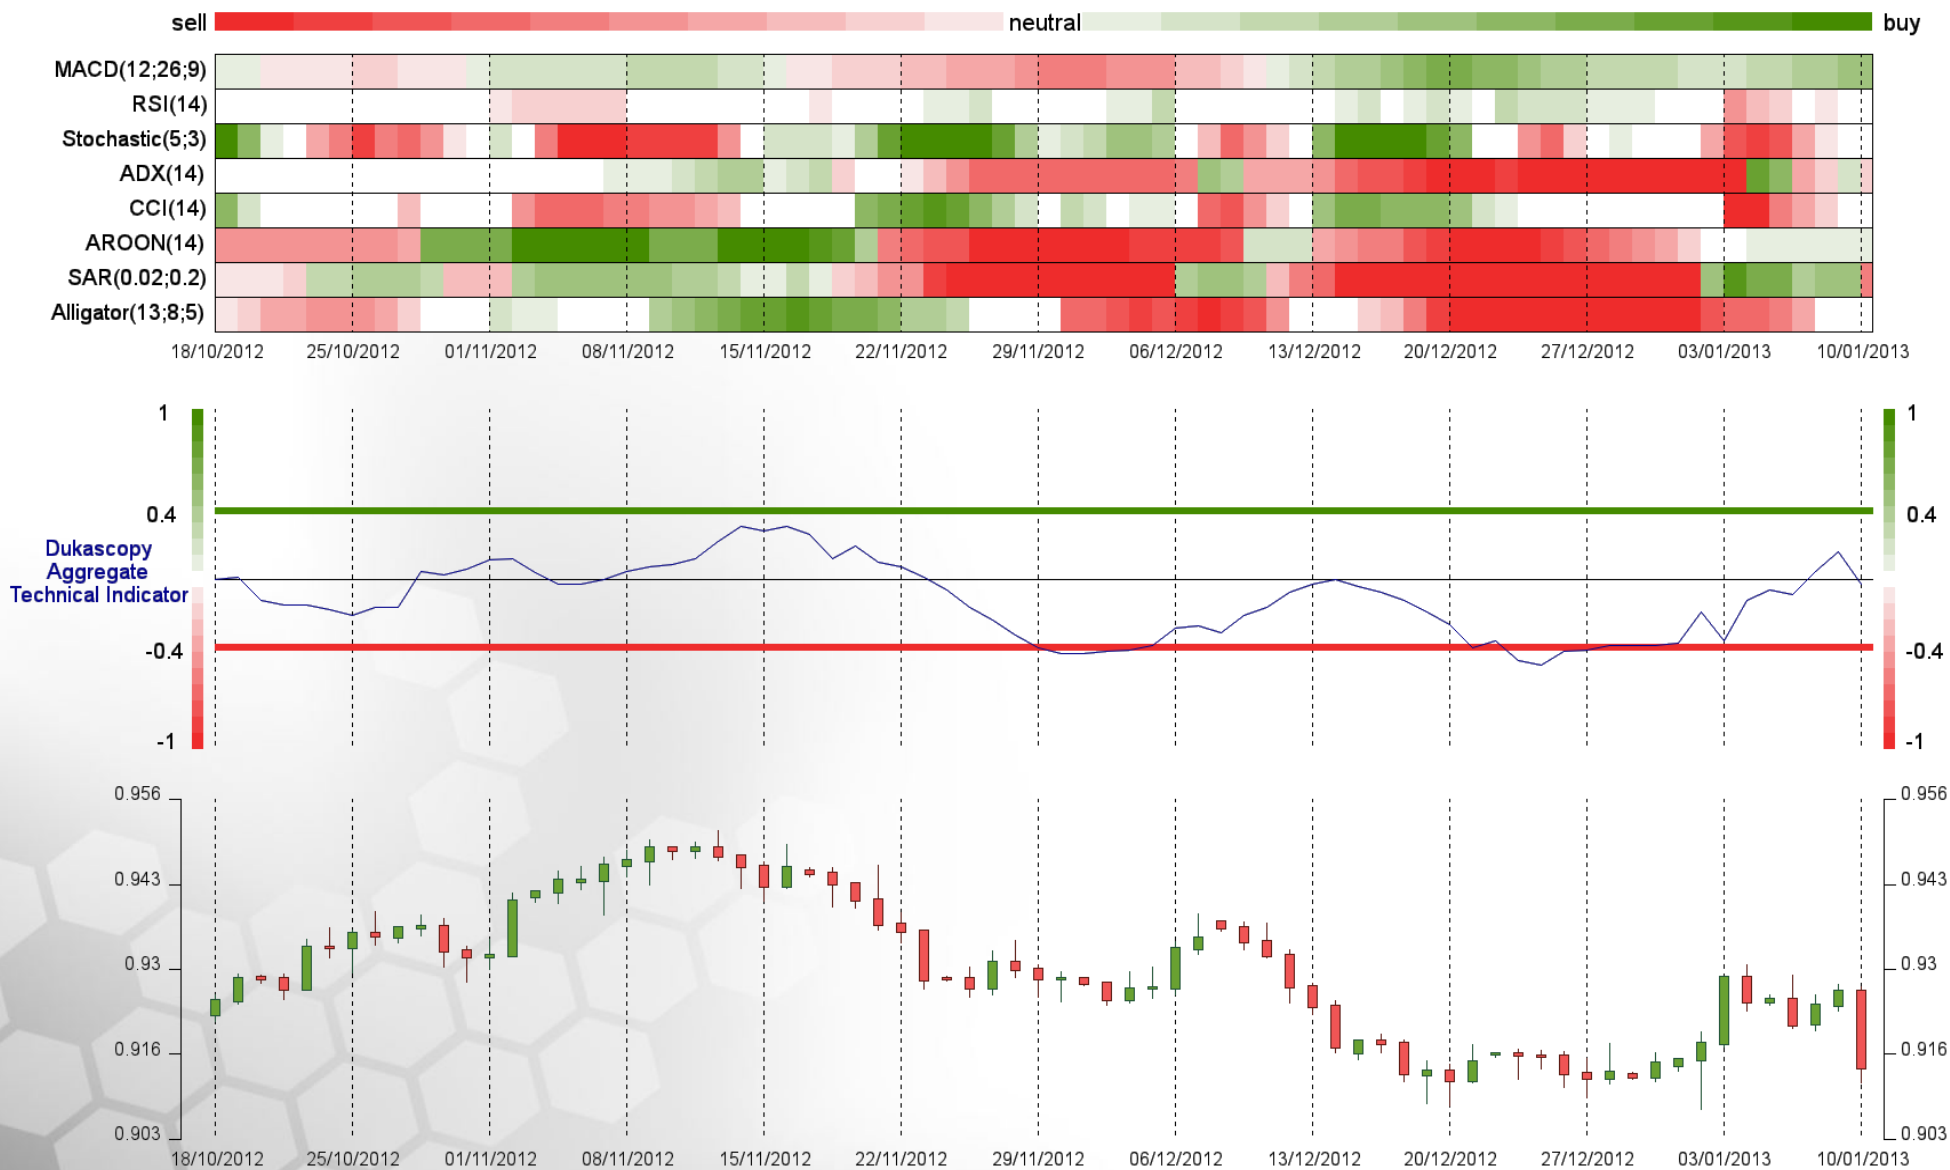 sell neutral buy
MACD(12;26;9)
RSI(14)
Stochastic(5;3)
ADX(14)
CCI(14)
AROON(14)
SAR(0.02;0.2)
Alligator(13;8;5)
18/10/2012 25/10/2012 01/11/2012 08/11/2012 15/11/2012 22/11/2012 29/11/2012 06/12/2012 13/12/2012 20/12/2012 27/12/2012 03/01/2013 10/01/2013
1 1
0.4 0.4
Dukascopy
Aggregate
Technical Indicator
-0.4 -0.4
-1 -1
0.956 0.956
0.943 0.943
0.93 0.93
0.916 0.916
0.903 0.903
18/10/2012 25/10/2012 01/11/2012 08/11/2012 15/11/2012 22/11/2012 29/11/2012 06/12/2012 13/12/2012 20/12/2012 27/12/2012 03/01/2013 10/01/2013